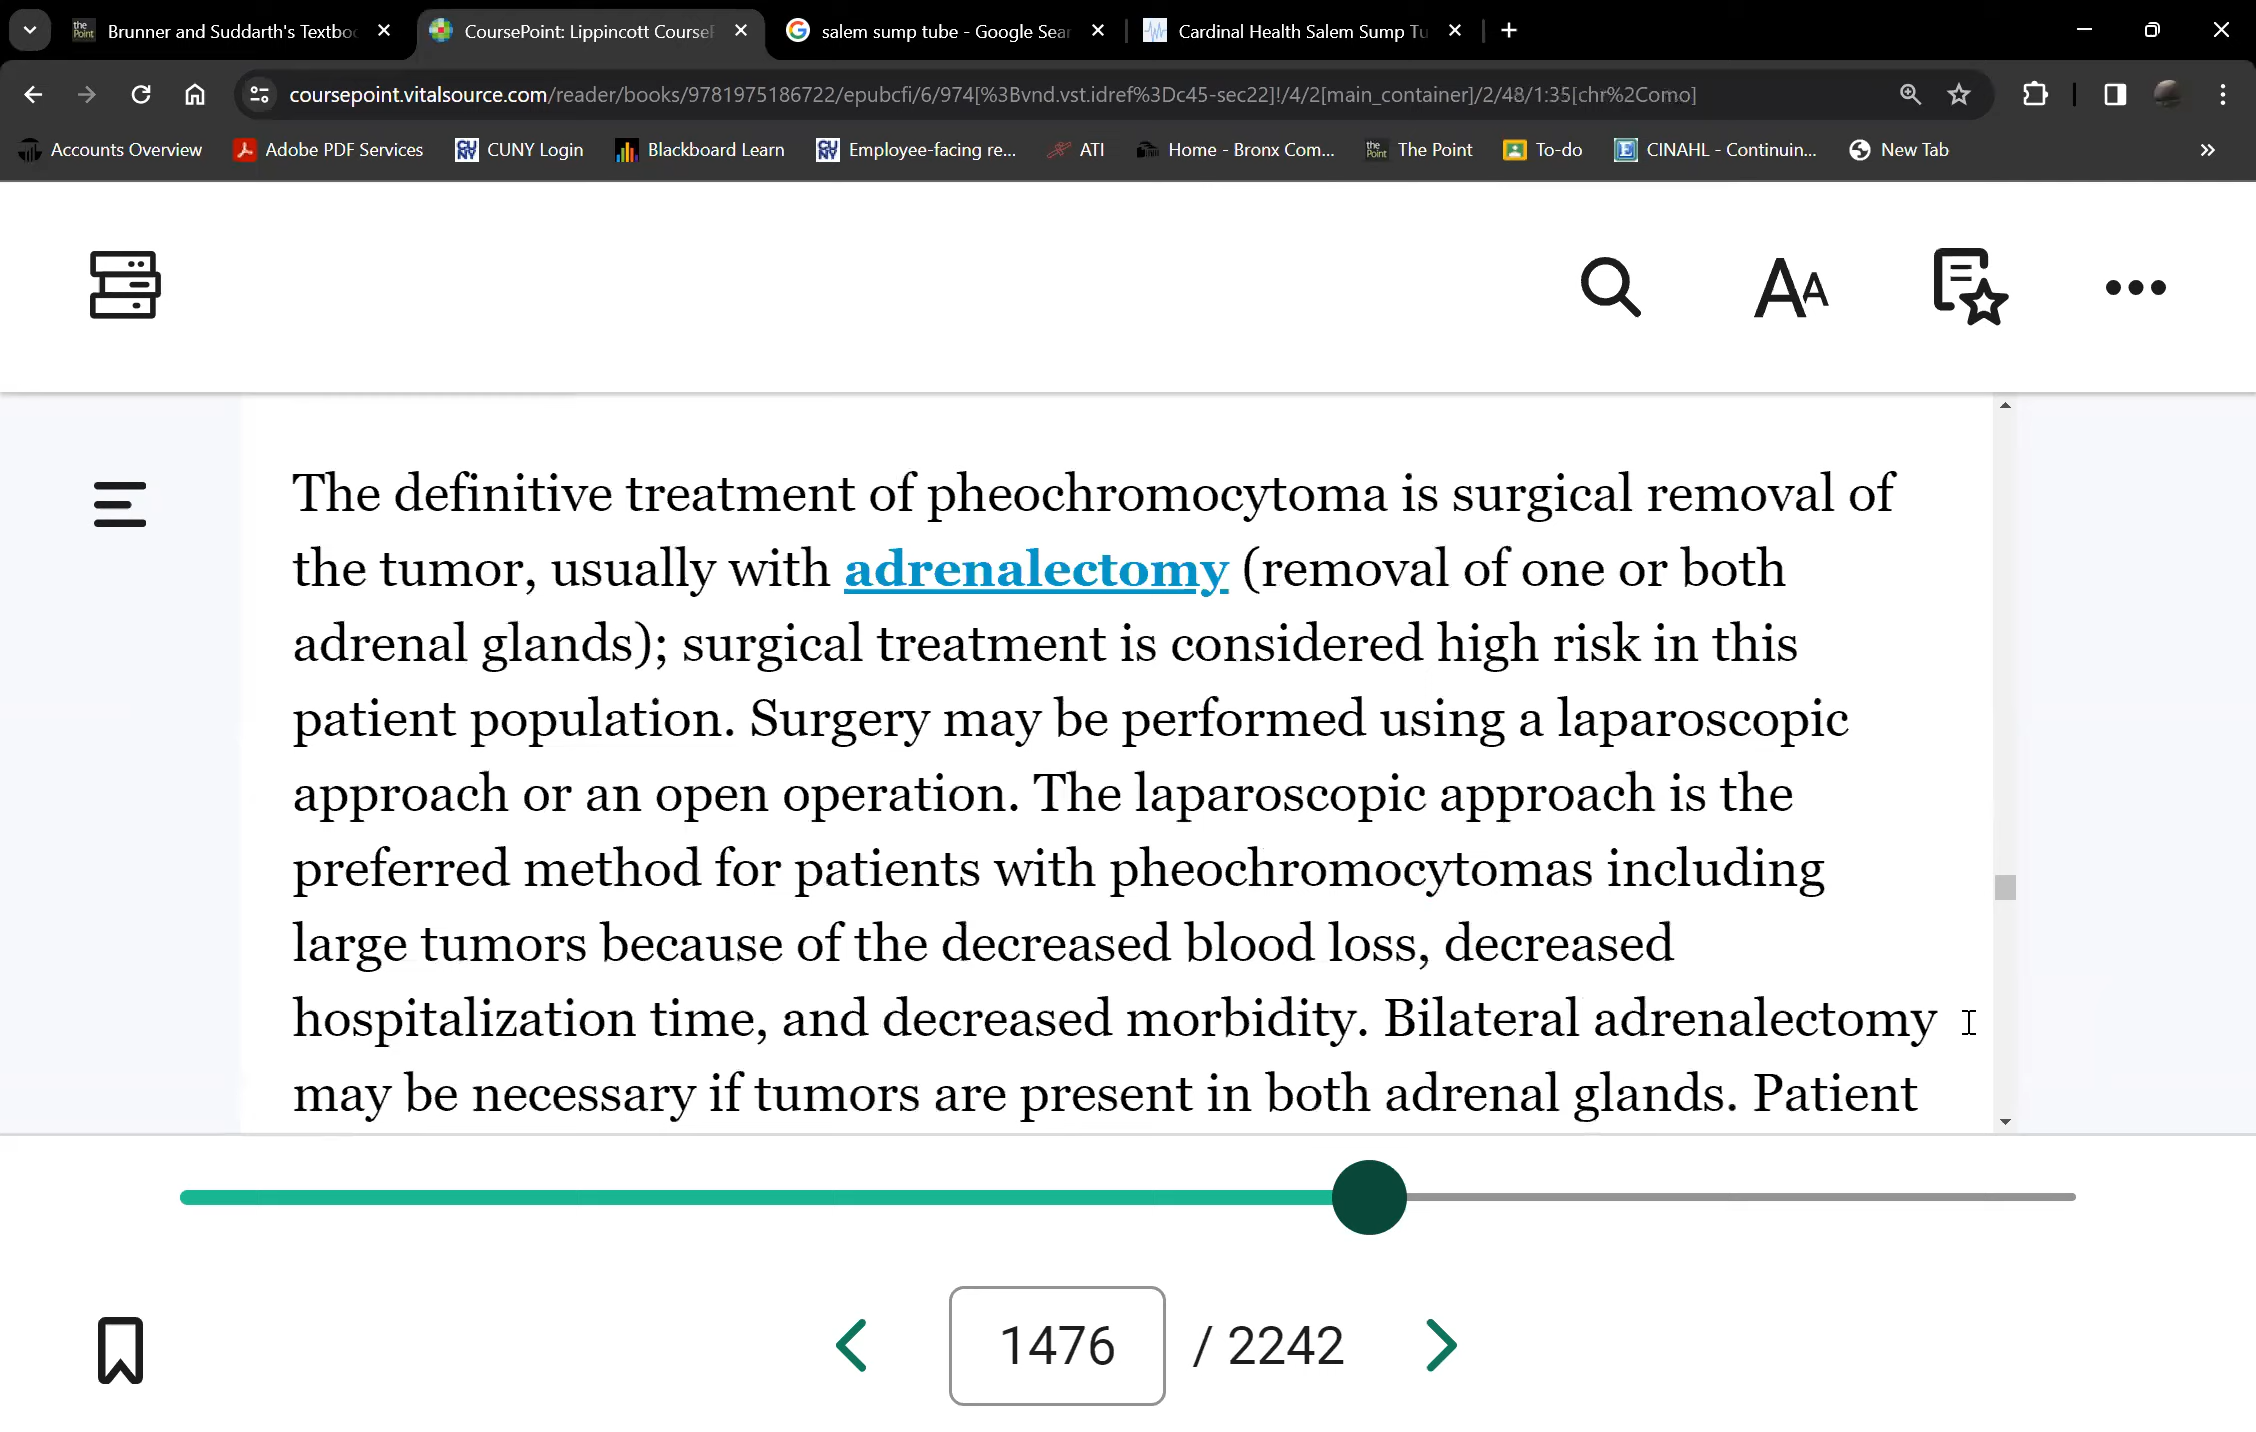 Brunner and Suddarth's Textbo
CoursePoint: Lippincott CourseP
salem sump tube - Google Sear
Cardinal Health Salem Sump Tu
coursepoint.vitalsource.com/reader/books/9781975186722/epubcfi/6/974[%3Bvnd.vst.idref%3Dc45-sec22]!/4/2[main_container]/2/48/1:35[chr%2Como]
Accounts Overview
Adobe PDF Services
CUNY Login
Blackboard Learn
Employee-facing re...
ATI
Home - Bronx Com...
The Point
To-do
CINAHL - Continuin...
New Tab
The definitive treatment of pheochromocytoma is surgical removal of
the tumor, usually with adrenalectomy (removal of one or both
adrenal glands); surgical treatment is considered high risk in this
patient population. Surgery may be performed using a laparoscopic
approach or an open operation. The laparoscopic approach is the
preferred method for patients with pheochromocytomas including
large tumors because of the decreased blood loss, decreased
hospitalization time, and decreased morbidity. Bilateral adrenalectomy
may be necessary if tumors are present in both adrenal glands. Patient
1476 / 2242